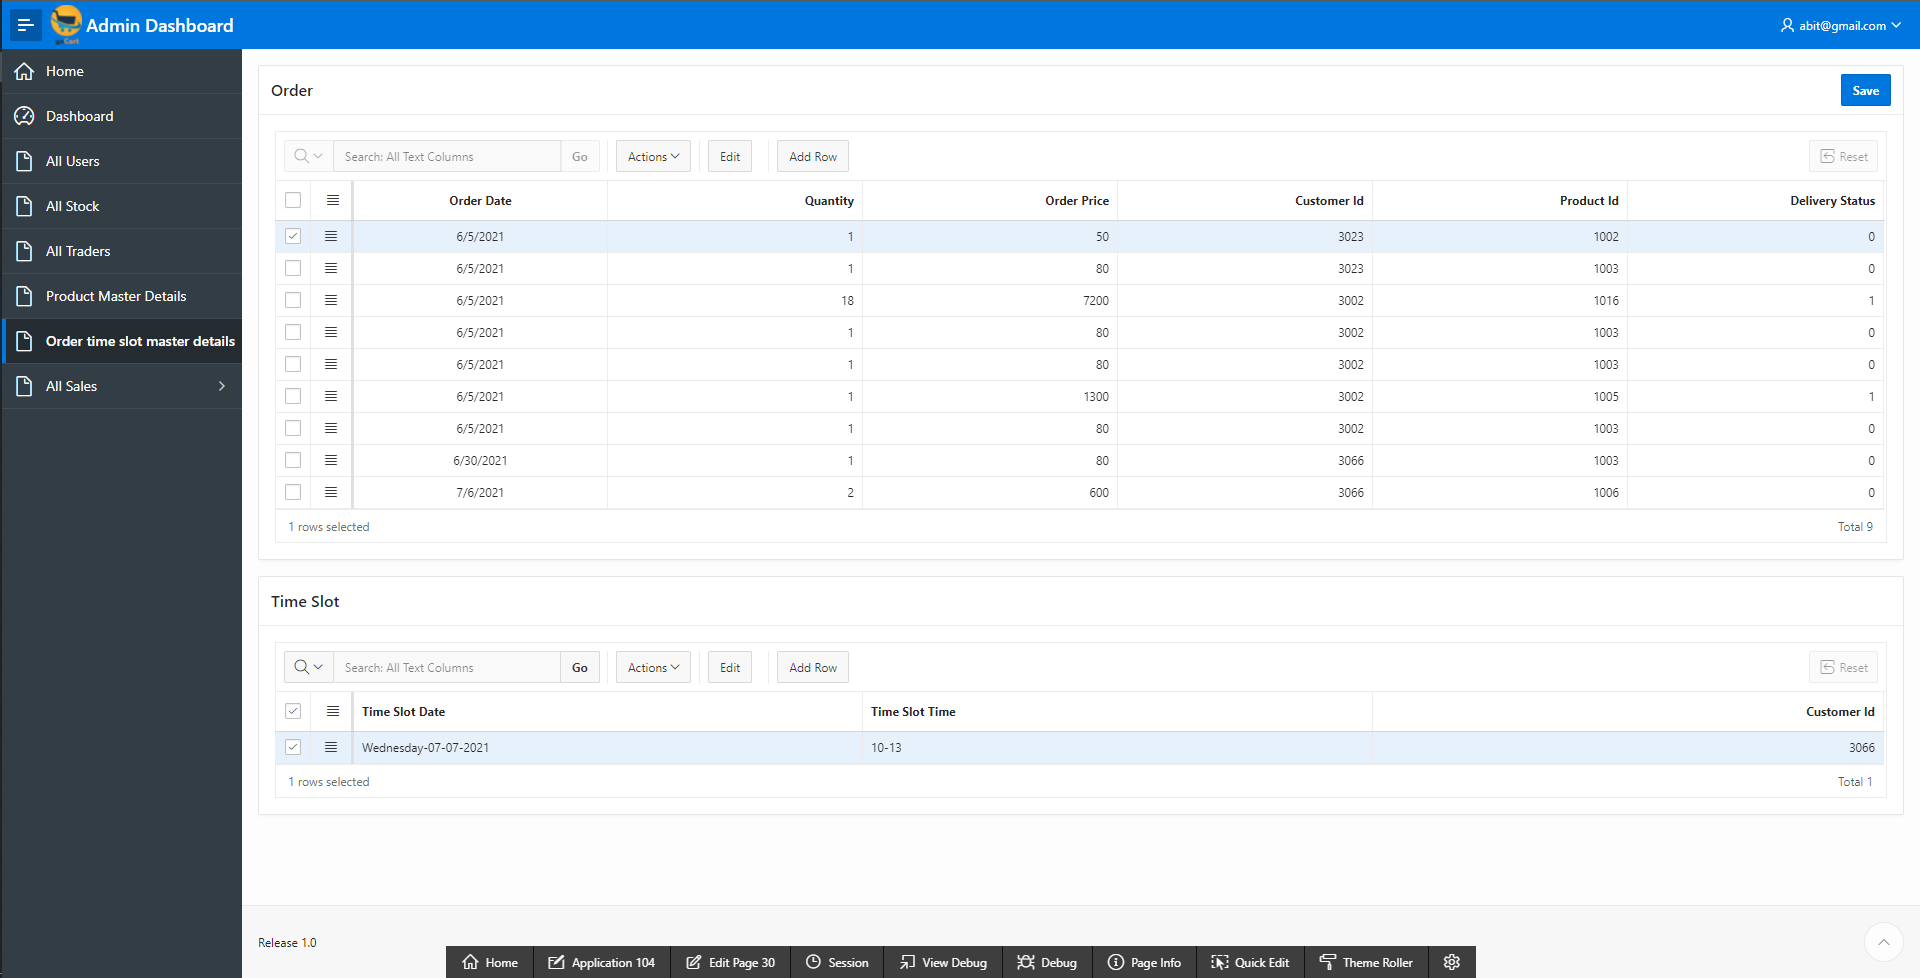 Admin Dashboard
abit@gmail.com
Home
Dashboard
All Users
All Stock
All Traders
Product Master Details
Order time slot master details
All Sales
Order
Save
Search: All Text Columns Go Actions Edit Add Row Reset
Order Date Quantity Order Price Customer Id Product Id Delivery Status
6/5/2021 1 50 3023 1002 0
6/5/2021 1 80 3023 1003 0
6/5/2021 18 7200 3002 1016 1
6/5/2021 1 80 3002 1003 0
6/5/2021 1 80 3002 1003 0
6/5/2021 1 1300 3002 1005 1
6/5/2021 1 80 3002 1003 0
6/30/2021 1 80 3066 1003 0
7/6/2021 2 600 3066 1006 0
1 rows selected Total 9
Time Slot
Search: All Text Columns Go Actions Edit Add Row Reset
Time Slot Date Time Slot Time Customer Id
Wednesday-07-07-2021 10-13 3066
1 rows selected Total 1
Release 1.0
Home Application 104 Edit Page 30 Session View Debug Debug Page Info Quick Edit Theme Roller